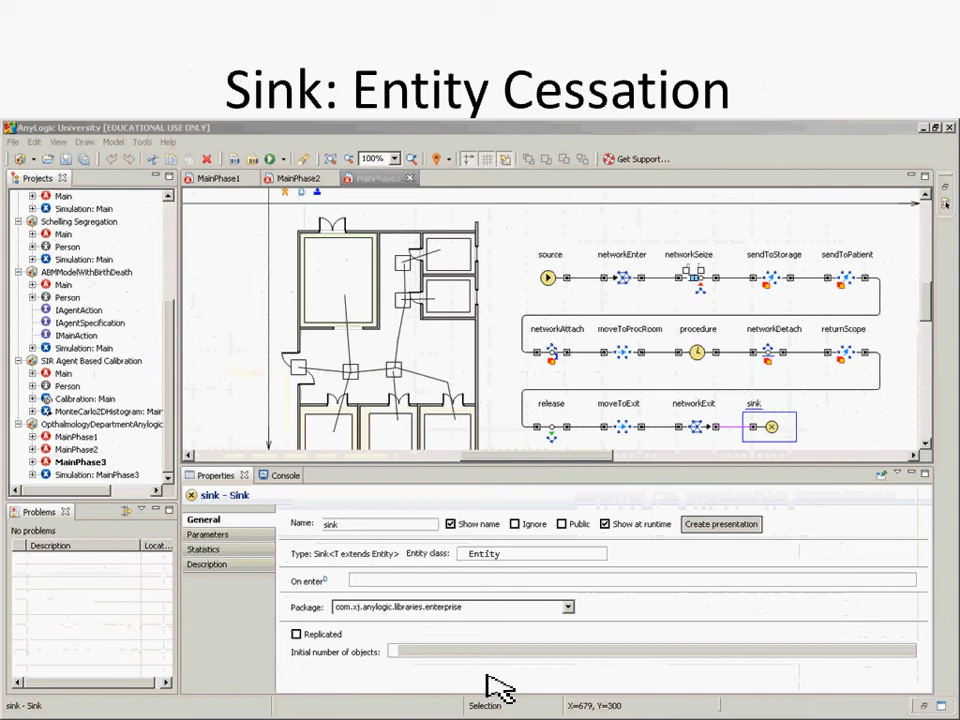 Sink: Entity Cessation
AnyLogic University [EDUCATIONAL USE ONLY]
File Edit View Draw Model Tools Help
100% Get Support...
Projects
MainPhase1 MainPhase2 MainPhase3
Main
Simulation: Main
Schelling Segregation
Main
Person
Simulation: Main
ABMModelWithBirthDeath
Main
Person
IAgentAction
IAgentSpecification
IMainAction
Simulation: Main
SIR Agent Based Calibration
Main
Person
Calibration: Main
MonteCarlo2DHistogram: Mair
OpthalmologyDepartmentAnylogic
MainPhase1
MainPhase2
MainPhase3
Simulation: MainPhase3
source networkEnter networkSeize sendToStorage sendToPatient
networkAttach moveToProcRoom procedure networkDetach returnScope
release moveToExit networkExit sink
Problems
No problems
Description Locat...
Properties Console
sink - Sink
General
Parameters
Statistics
Description
Name: sink Show name Ignore Public Show at runtime Create presentation
Type: Sink<T extends Entity> Entity class: Entity
On enter
Package: com.xj.anylogic.libraries.enterprise
Replicated
Initial number of objects:
sink - Sink Selection X=679, Y=300